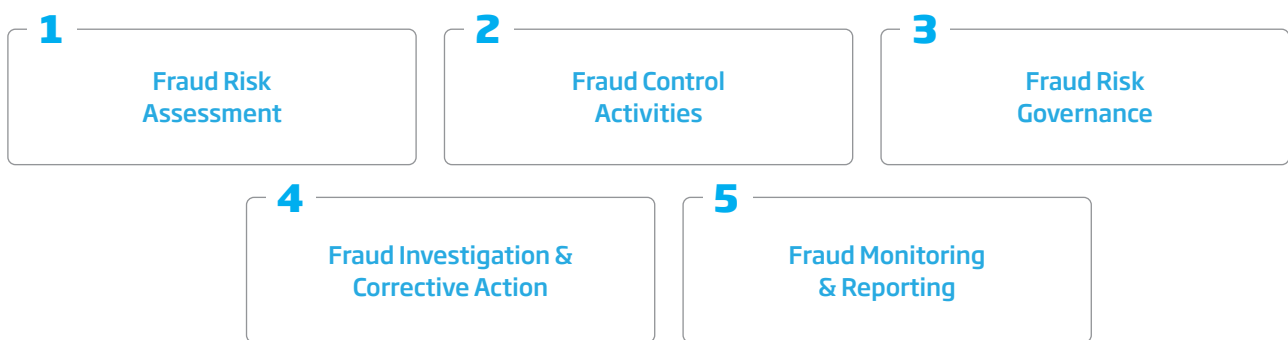 1
Fraud Risk
Assessment
2
Fraud Control
Activities
3
Fraud Risk
Governance
4
Fraud Investigation &
Corrective Action
5
Fraud Monitoring
& Reporting